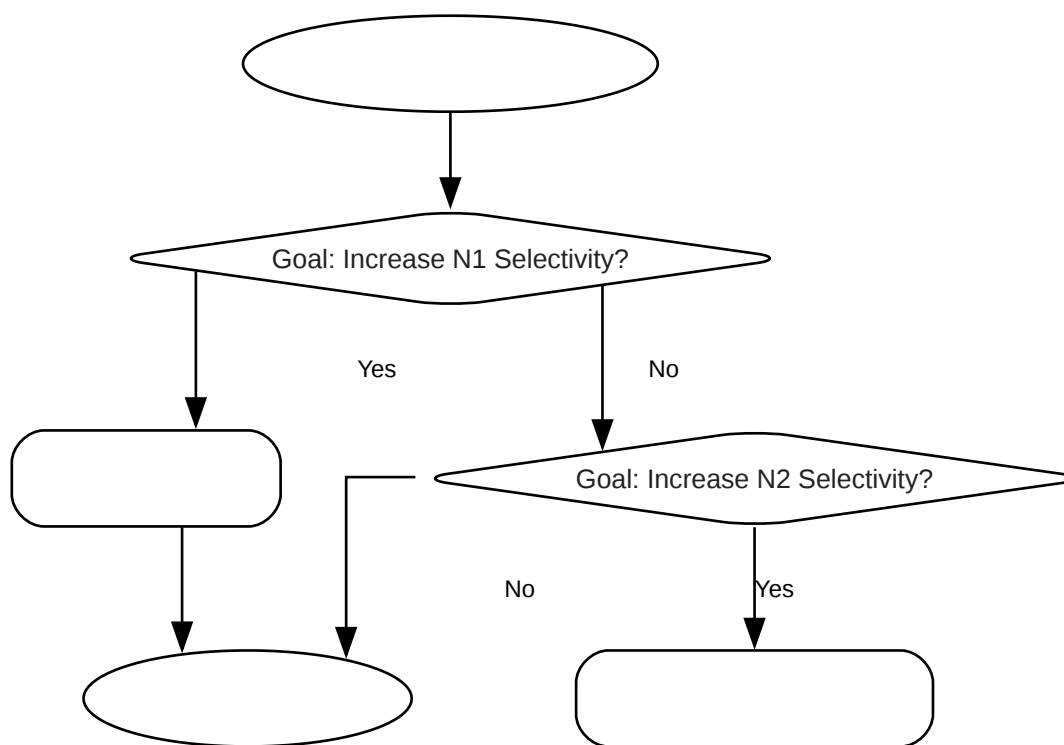 Goal: Increase N1 Selectivity?
Yes
No
Goal: Increase N2 Selectivity?
No
Yes